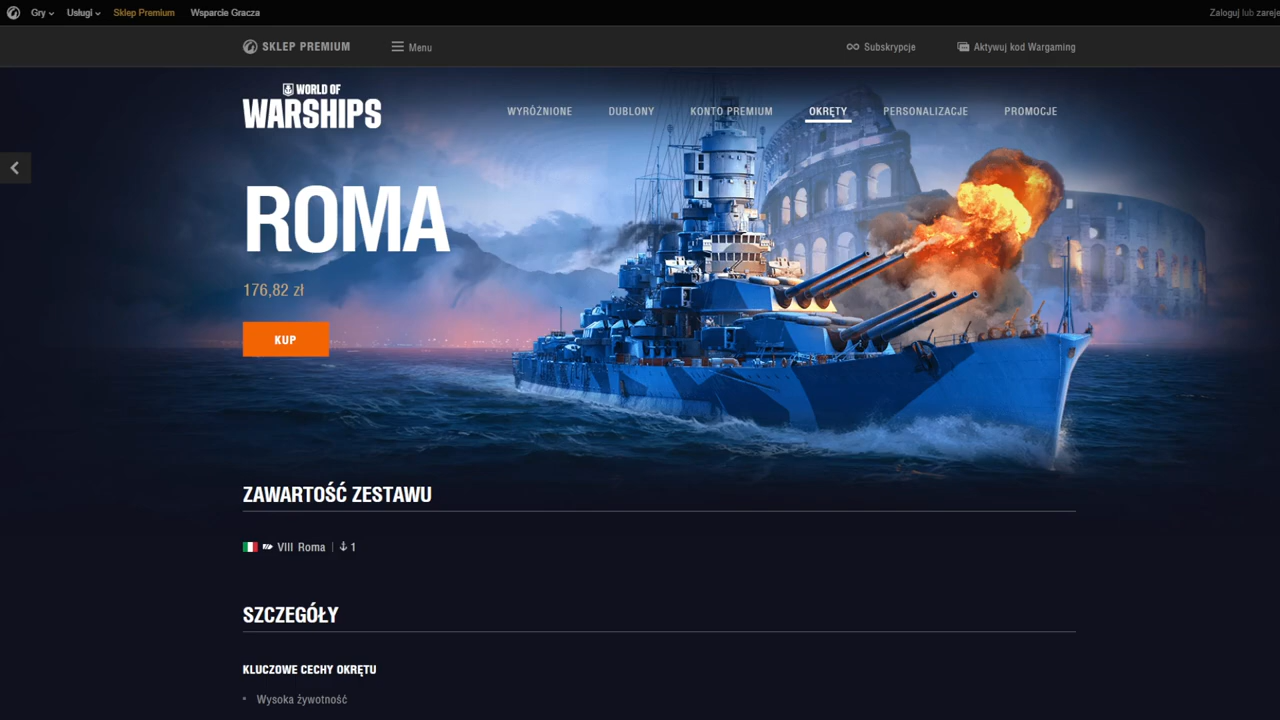 Gry Usługi Sklep Premium Wsparcie Gracza Zaloguj lub
SKLEP PREMIUM Menu Subskrypcje Aktywuj kod Wargaming
WORLD OF
WARSHIPS
WYRÓŻNIONE DUBLONY KONTO PREMIUM OKRĘTY PERSONALIZACJE PROMOCJE
ROMA
176,82 zł
KUP
ZAWARTOŚĆ ZESTAWU
VIII Roma | 1
SZCZEGÓŁY
KLUCZOWE CECHY OKRĘTU
Wysoka żywotność